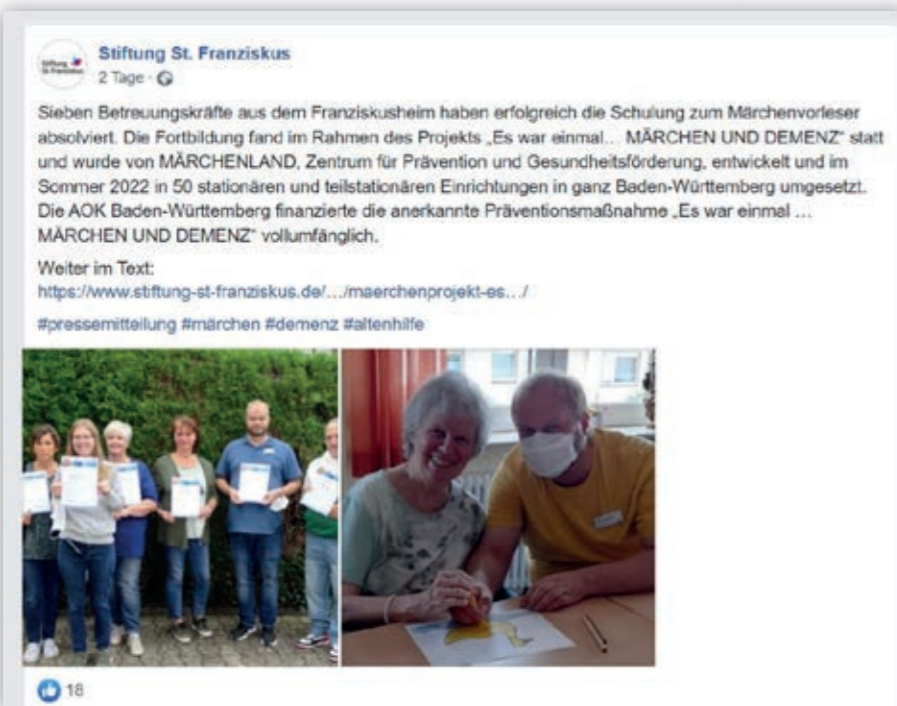 Stiftung St. Franziskus
Stiftung St. Franziskus
2 Tage ·
Sieben Betreuungskräfte aus dem Franziskusheim haben erfolgreich die Schulung zum Märchenvorleser
absolviert. Die Fortbildung fand im Rahmen des Projekts „Es war einmal… MÄRCHEN UND DEMENZ“ statt
und wurde von MÄRCHENLAND, Zentrum für Prävention und Gesundheitsförderung, entwickelt und im
Sommer 2022 in 50 stationären und teilstationären Einrichtungen in ganz Baden-Württemberg umgesetzt.
Die AOK Baden-Württemberg finanzierte die anerkannte Präventionsmaßnahme „Es war einmal …
MÄRCHEN UND DEMENZ“ vollumfänglich.
Weiter im Text:
https://www.stiftung-st-franziskus.de/…/maerchenprojekt-es…/
#pressemitteilung #märchen #demenz #altenhilfe
18